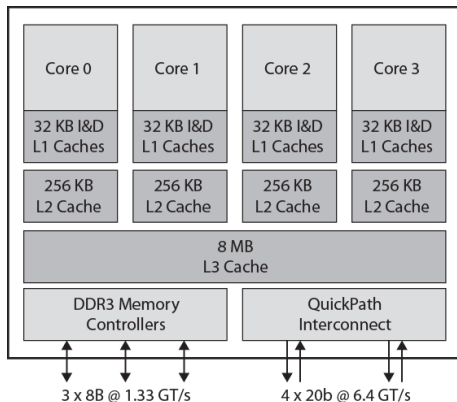 Core 0
Core 1
Core 2
Core 3
32 KB I&D
L1 Caches
32 KB I&D
L1 Caches
32 KB I&D
L1 Caches
32 KB I&D
L1 Caches
256 KB
L2 Cache
256 KB
L2 Cache
256 KB
L2 Cache
256 KB
L2 Cache
8 MB
L3 Cache
DDR3 Memory
Controllers
QuickPath
Interconnect
3 x 8B @ 1.33 GT/s
4 x 20b @ 6.4 GT/s